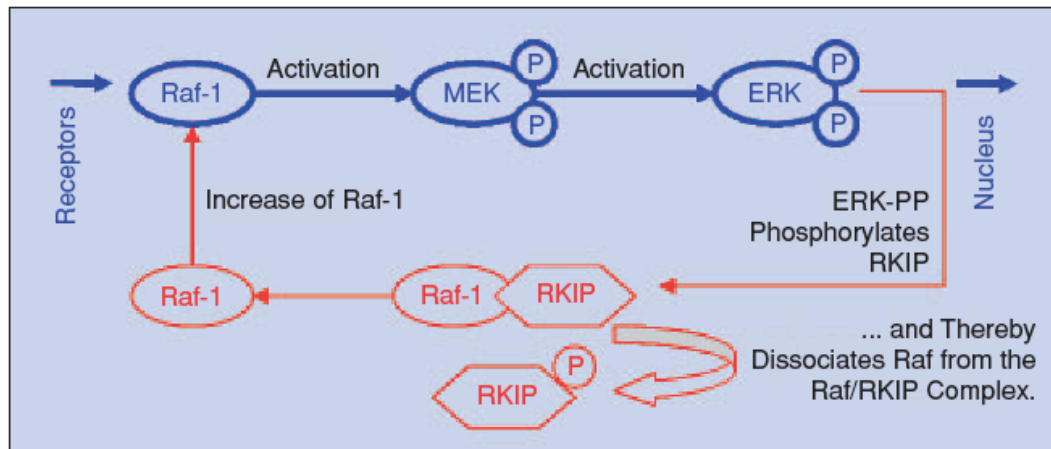 Receptors
Raf-1
Activation
MEK
P
P
Activation
ERK
P
P
Nucleus
Increase of Raf-1
ERK-PP
Phosphorylates
RKIP
Raf-1
Raf-1
RKIP
... and Thereby
Dissociates Raf from the
Raf/RKIP Complex.
RKIP
P